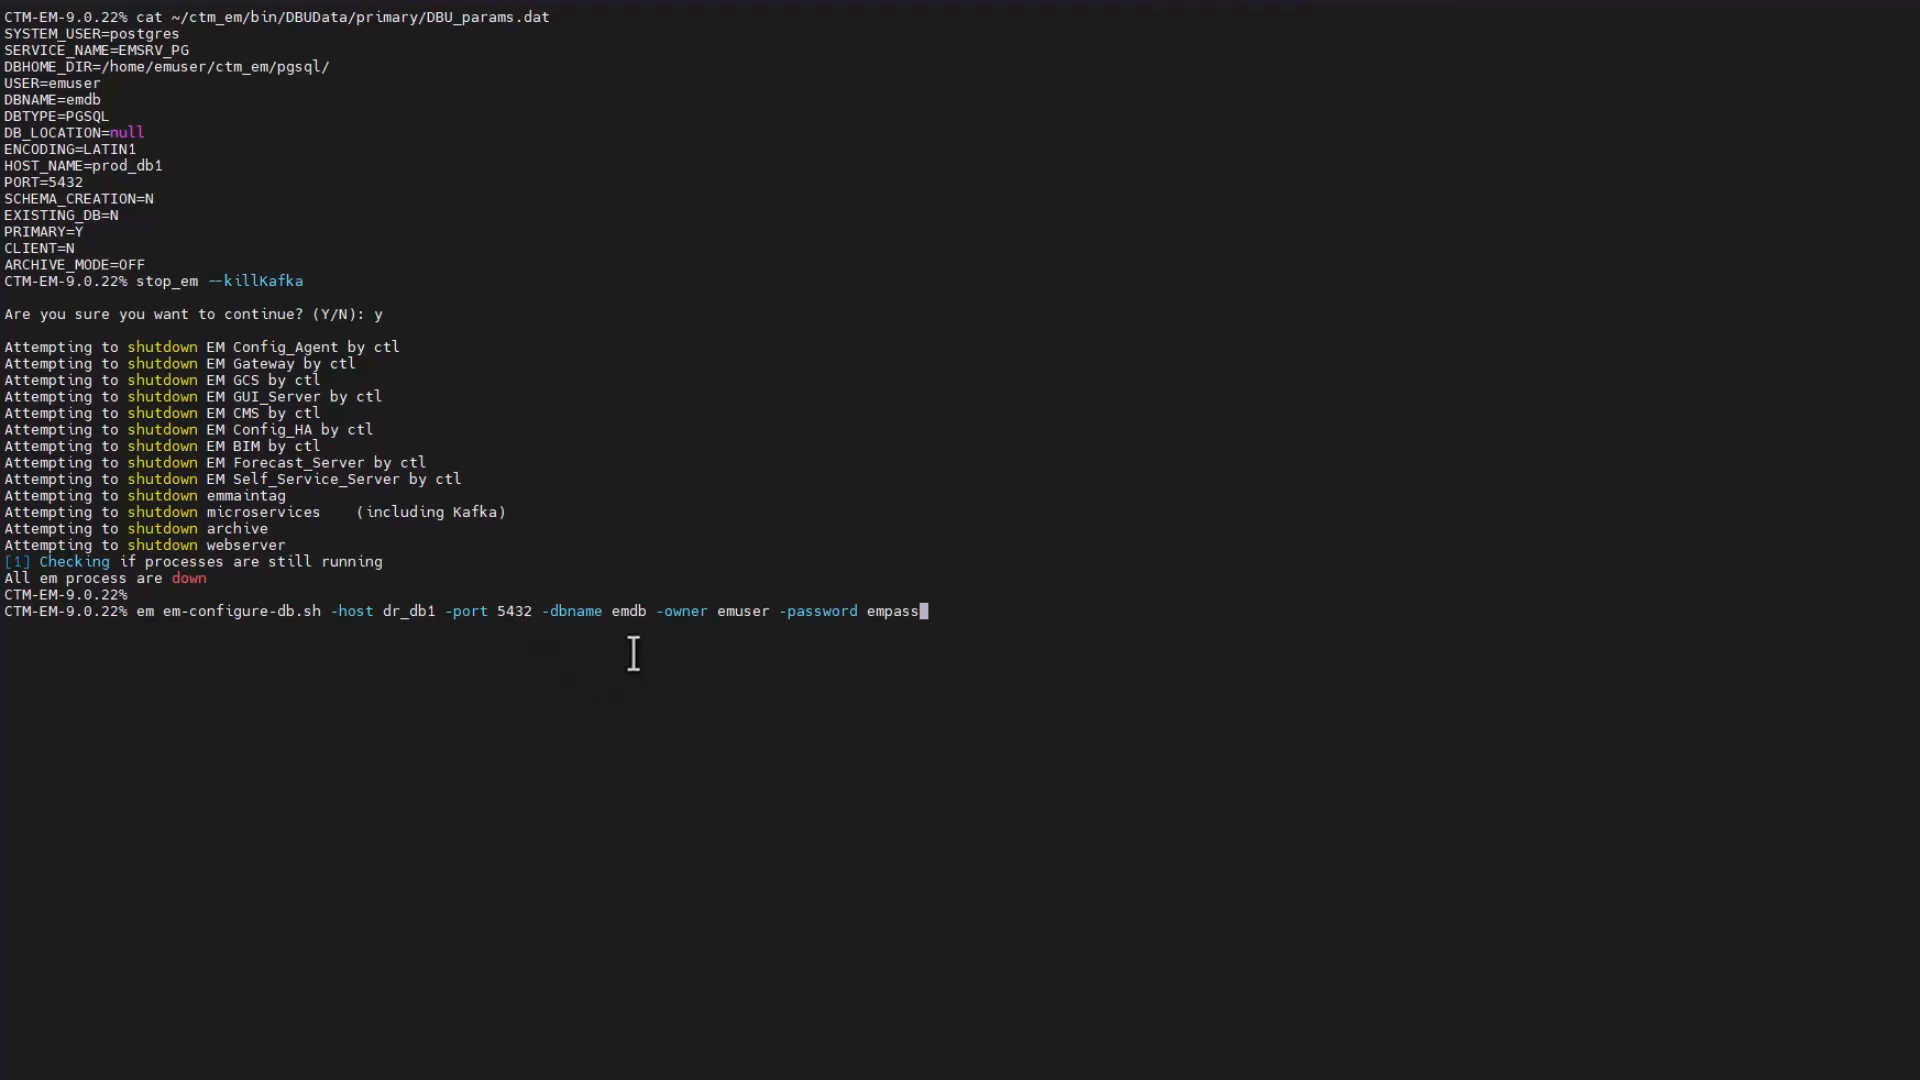 CTM-EM-9.0.22% cat ~/ctm_em/bin/DBUData/primary/DBU_params.dat
SYSTEM_USER=postgres
SERVICE_NAME=EMSRV_PG
DBHOME_DIR=/home/emuser/ctm_em/pgsql/
USER=emuser
DBNAME=emdb
DBTYPE=PGSQL
DB_LOCATION=null
ENCODING=LATIN1
HOST_NAME=prod_db1
PORT=5432
SCHEMA_CREATION=N
EXISTING_DB=N
PRIMARY=Y
CLIENT=N
ARCHIVE_MODE=OFF
CTM-EM-9.0.22% stop_em --killKafka
Are you sure you want to continue? (Y/N): y
Attempting to shutdown EM Config_Agent by ctl
Attempting to shutdown EM Gateway by ctl
Attempting to shutdown EM GCS by ctl
Attempting to shutdown EM GUI_Server by ctl
Attempting to shutdown EM CMS by ctl
Attempting to shutdown EM Config_HA by ctl
Attempting to shutdown EM BIM by ctl
Attempting to shutdown EM Forecast_Server by ctl
Attempting to shutdown EM Self_Service_Server by ctl
Attempting to shutdown emmaintag
Attempting to shutdown microservices    (including Kafka)
Attempting to shutdown archive
Attempting to shutdown webserver
[1] Checking if processes are still running
All em process are down
CTM-EM-9.0.22%
CTM-EM-9.0.22% em em-configure-db.sh -host dr_db1 -port 5432 -dbname emdb -owner emuser -password empass